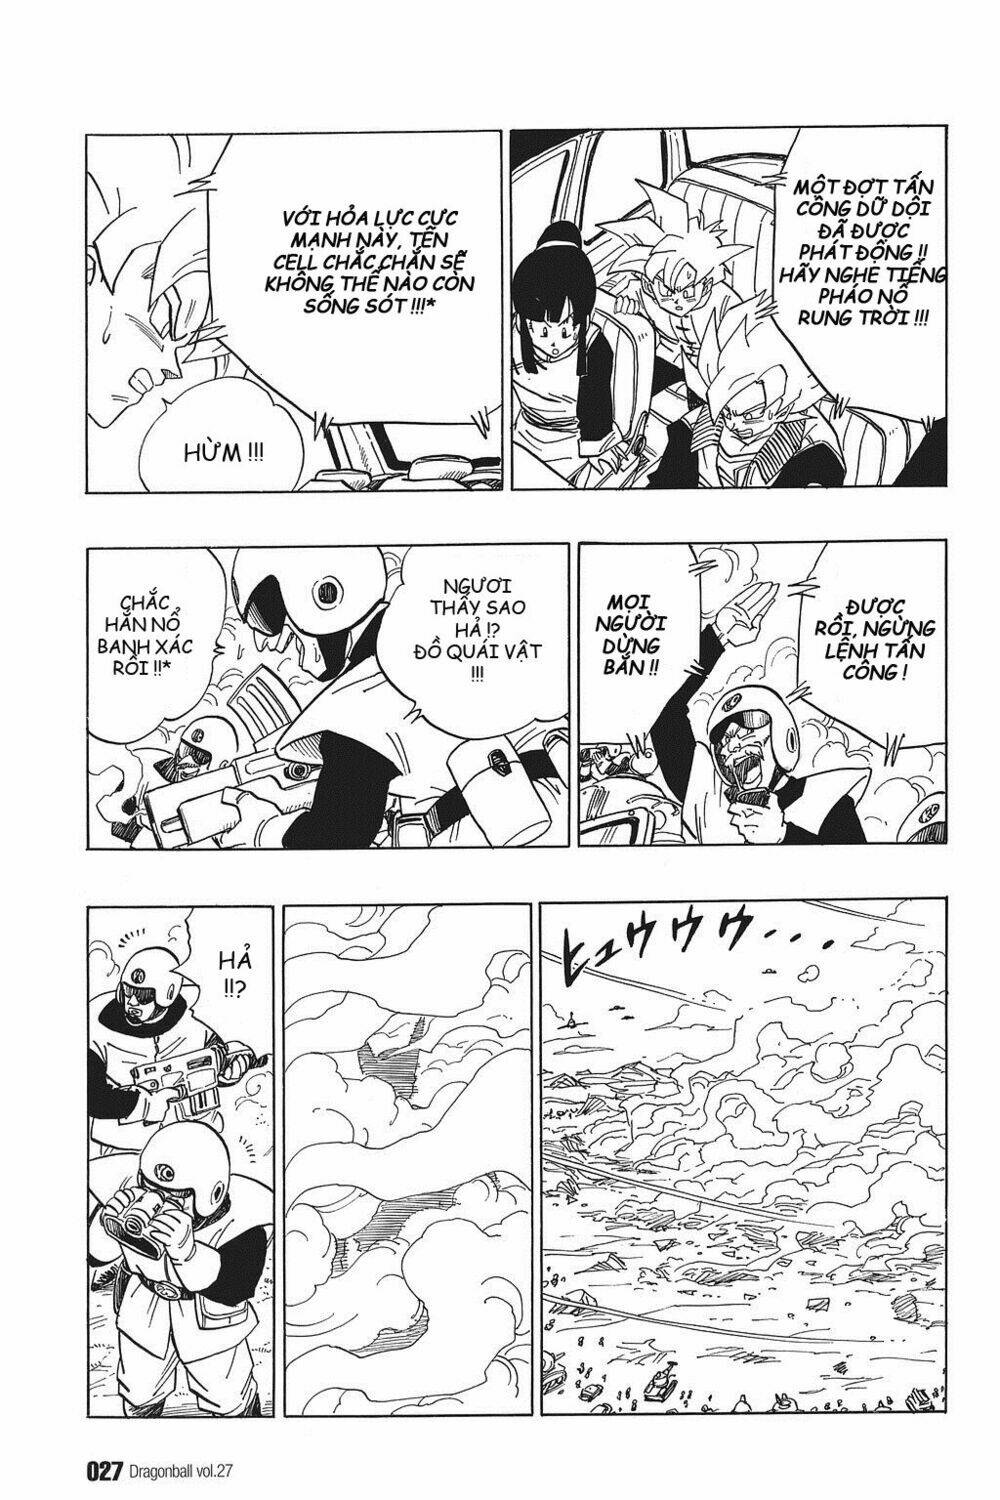 MỘT ĐỢT TẤN
CÔNG DỮ DỘI
ĐÃ ĐƯỢC
PHÁT ĐỘNG !!
HÃY NGHE TIẾNG
PHÁO NỔ
RUNG TRỜI !!!
VỚI HỎA LỰC CỰC
MẠNH NÀY, TÊN
CELL CHẮC CHẮN SẼ
KHÔNG THỂ NÀO CÒN
SỐNG SÓT !!!*
HỪM !!!
ĐƯỢC
RỒI, NGỪNG
LỆNH TẤN
CÔNG !
MỌI
NGƯỜI
DỪNG
BẮN !!
NGƯƠI
THẤY SAO
HẢ !?
ĐỒ QUÁI VẬT
!!!
CHẮC
HẮN NỔ
BANH XÁC
RỒI !!*
ヒュウウウ...
HẢ
!!?
027 Dragonball vol.27